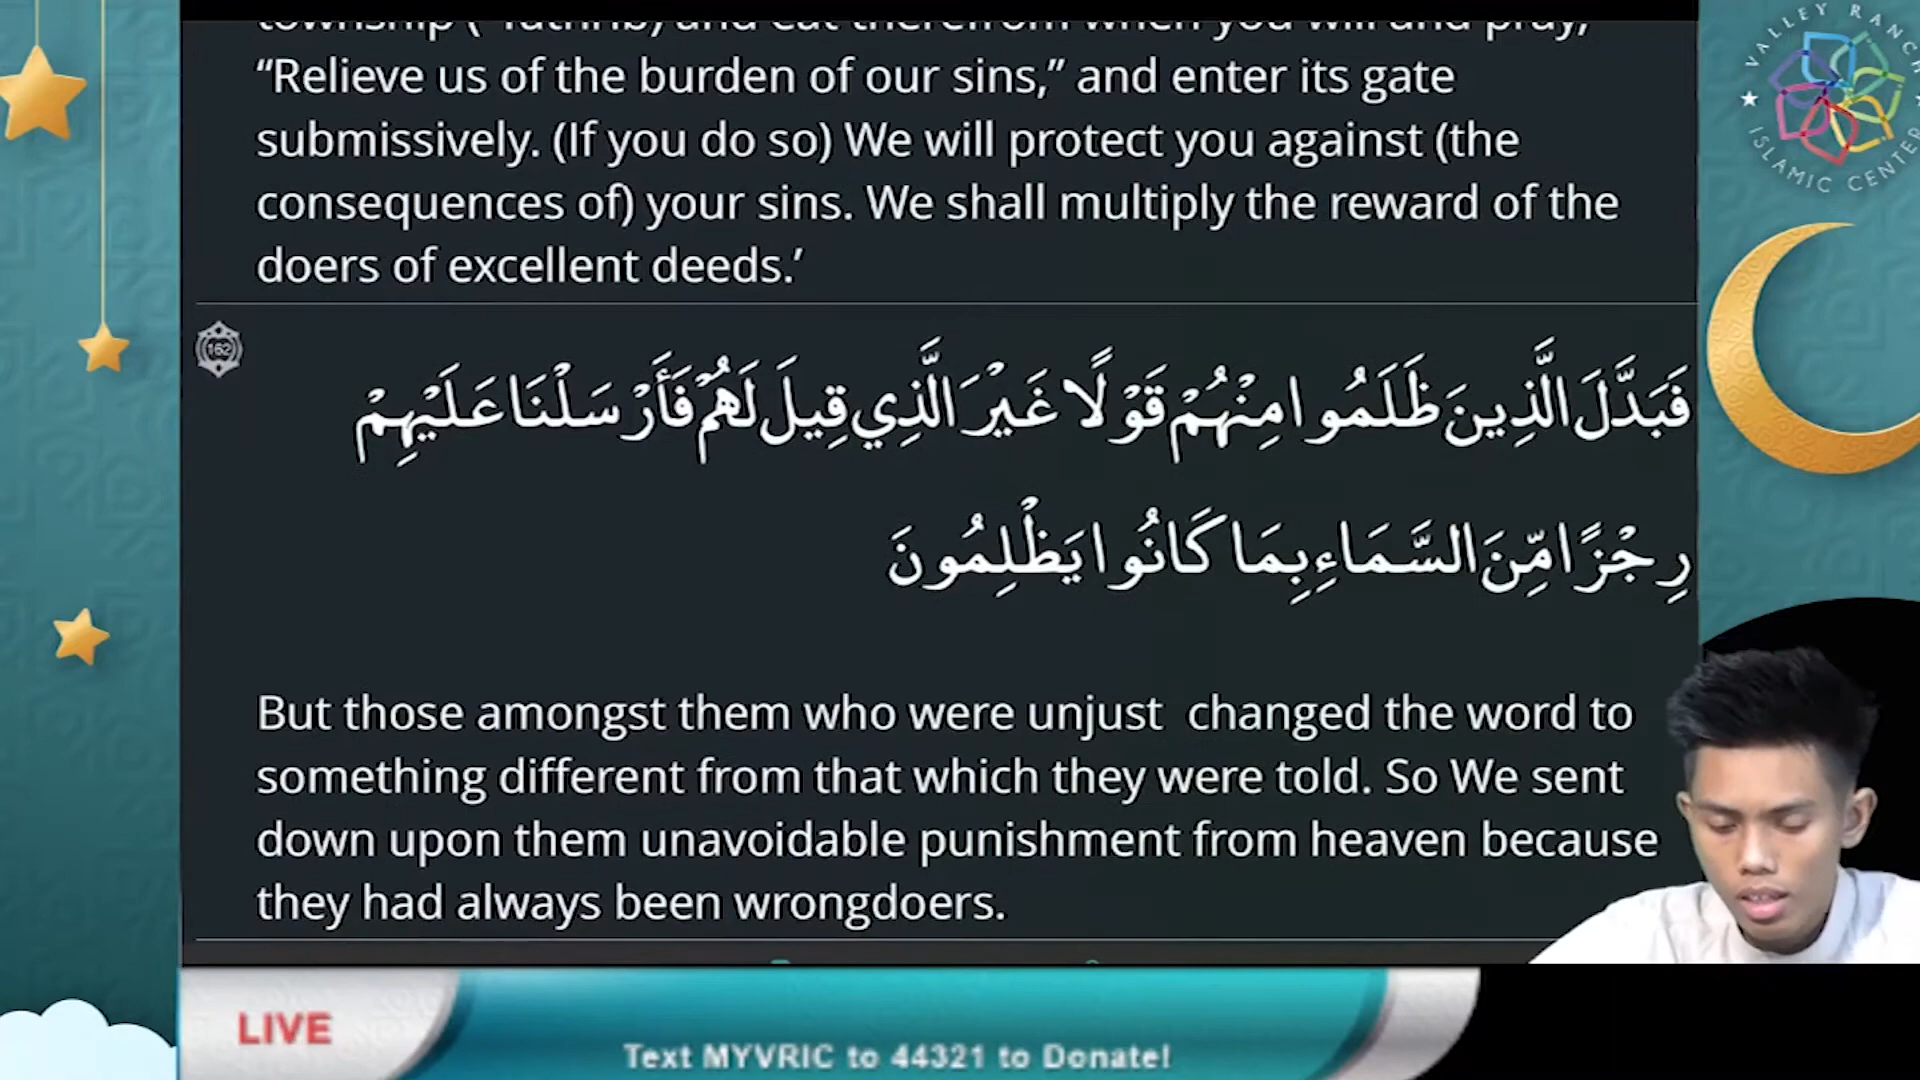 “Relieve us of the burden of our sins,” and enter its gate
submissively. (If you do so) We will protect you against (the
consequences of) your sins. We shall multiply the reward of the
doers of excellent deeds.’
162
فَبَدَّلَ الَّذِينَ ظَلَمُوا مِنْهُمْ قَوْلًا غَيْرَ الَّذِي قِيلَ لَهُمْ فَأَرْسَلْنَا عَلَيْهِمْ
رِجْزًا مِّنَ السَّمَاءِ بِمَا كَانُوا يَظْلِمُونَ
But those amongst them who were unjust  changed the word to
something different from that which they were told. So We sent
down upon them unavoidable punishment from heaven because
they had always been wrongdoers.
VALLEY RANCH
ISLAMIC CENTER
LIVE
Text MYVRIC to 44321 to Donate!